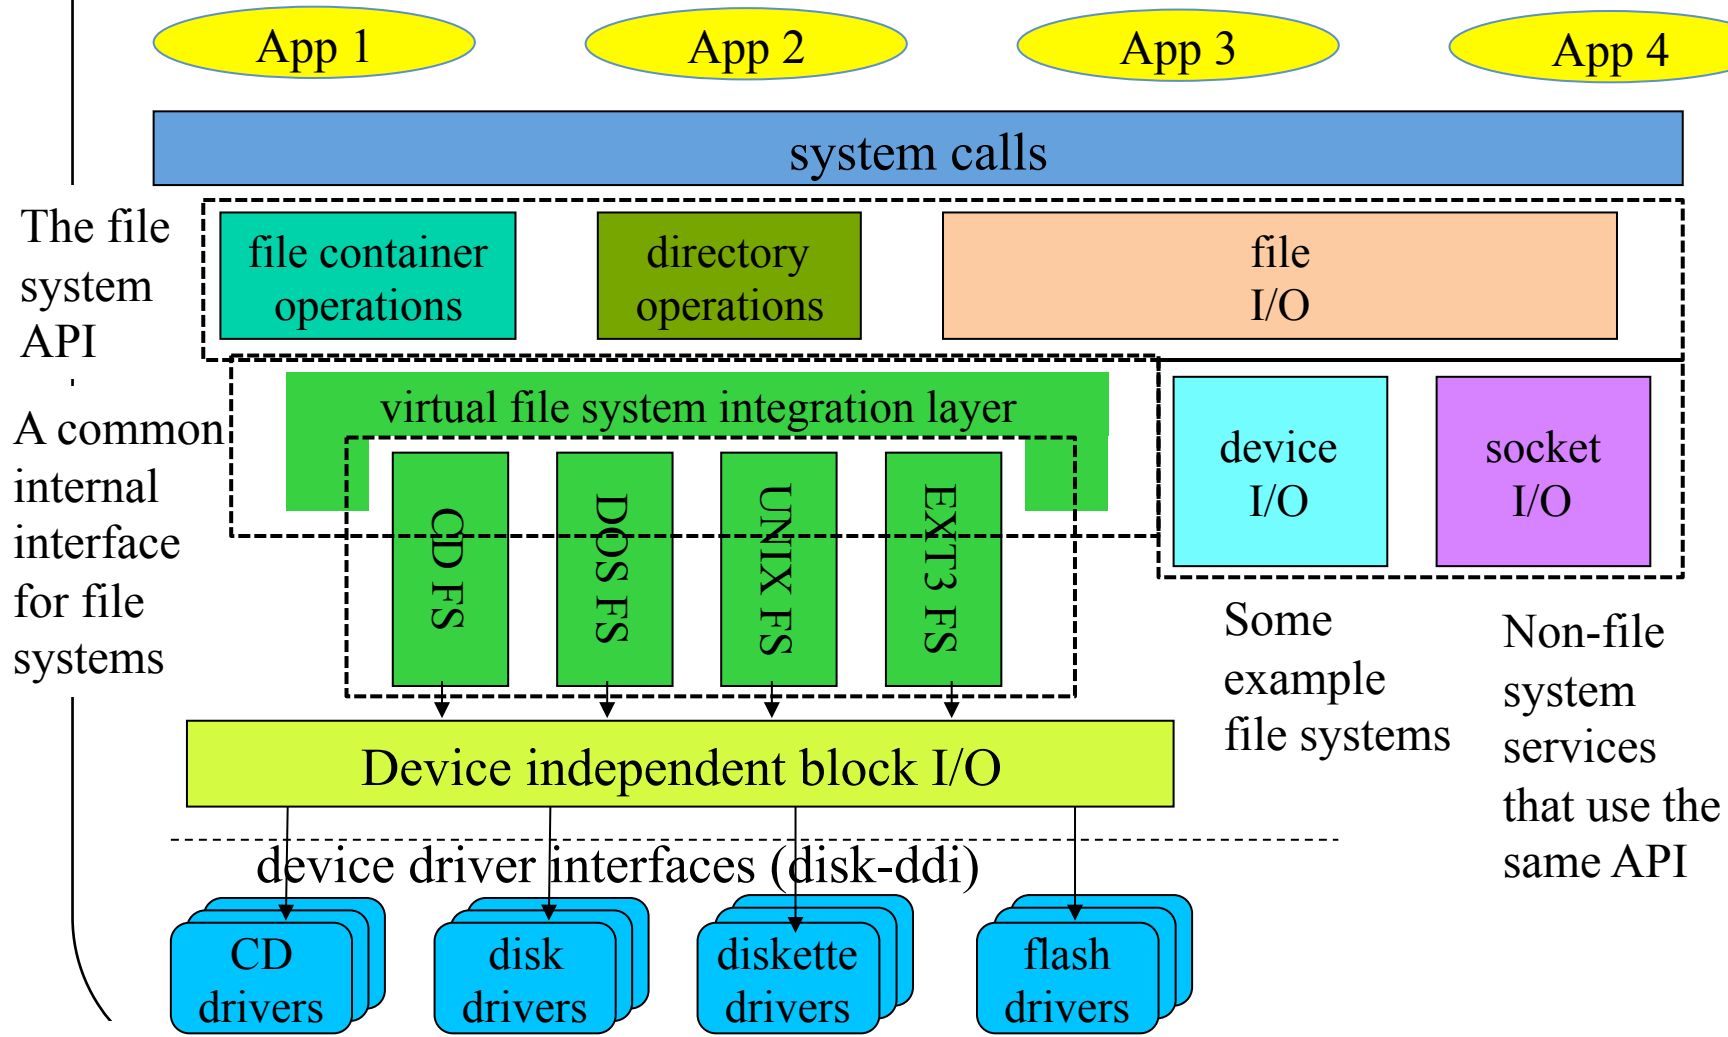 App 1
App 2
App 3
App 4
system calls
The file
system
API
file container
operations
directory
operations
file
I/O
A common
internal
interface
for file
systems
virtual file system integration layer
CD FS
DOS FS
UNIX FS
EXT3 FS
device
I/O
socket
I/O
Some
example
file systems
Non-file
system
services
that use the
same API
Device independent block I/O
device driver interfaces (disk-ddi)
CD
drivers
disk
drivers
diskette
drivers
flash
drivers